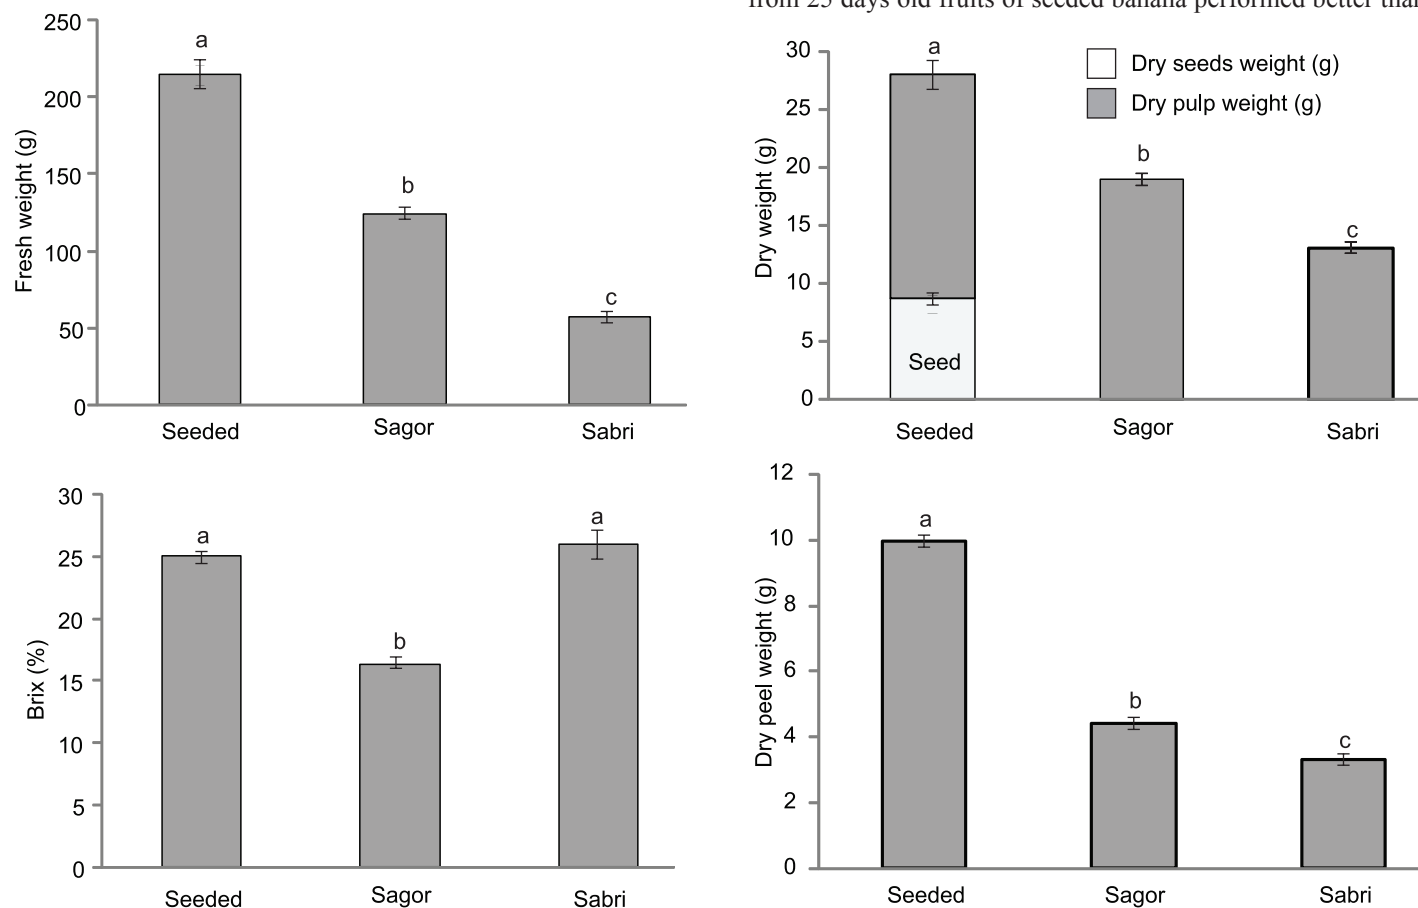 from 25 days old fruits of seeded banana performed better than
250
200
150
100
50
0
Fresh weight (g)
a
b
c
Seeded
Sagor
Sabri
30
25
20
15
10
5
0
Dry weight (g)
Dry seeds weight (g)
Dry pulp weight (g)
a
b
c
Seed
Seeded
Sagor
Sabri
30
25
20
15
10
5
0
Brix (%)
a
b
a
Seeded
Sagor
Sabri
12
10
8
6
4
2
0
Dry peel weight (g)
a
b
c
Seeded
Sagor
Sabri